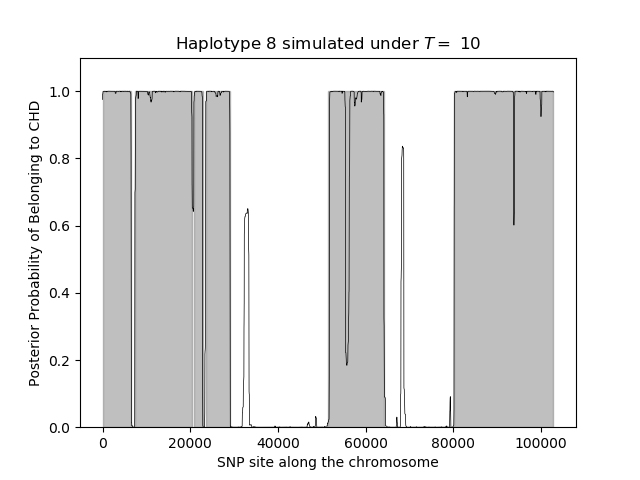 Haplotype 8 simulated under T = 10
Posterior Probability of Belonging to CHD
1.0
0.8
0.6
0.4
0.2
0.0
0 20000 40000 60000 80000 100000
SNP site along the chromosome